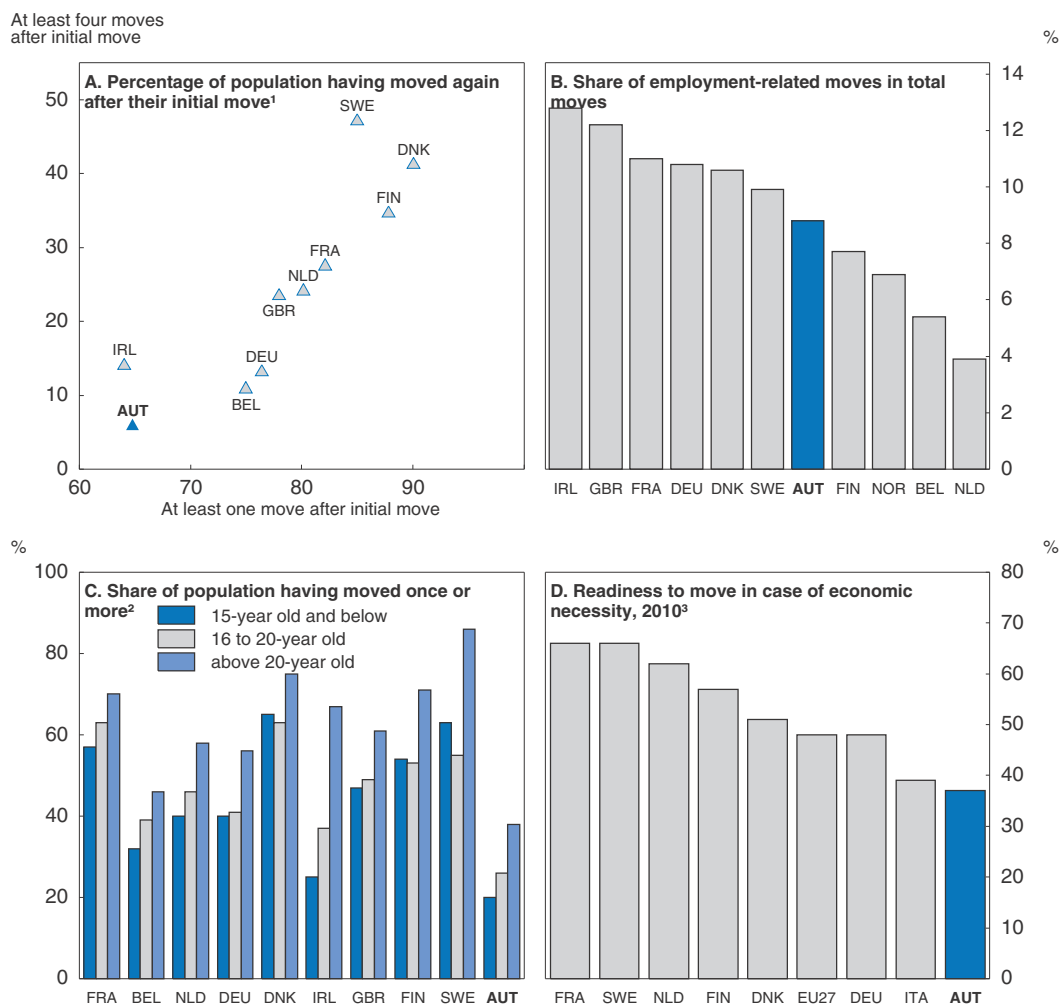 At least four moves
after initial move
%
A. Percentage of population having moved again
after their initial move¹
50
40
30
20
10
0
SWE
DNK
FIN
FRA
NLD
GBR
IRL
DEU
BEL
AUT
60 70 80 90
At least one move after initial move
B. Share of employment-related moves in total
moves
14
12
10
8
6
4
2
0
IRL GBR FRA DEU DNK SWE AUT FIN NOR BEL NLD
%
C. Share of population having moved once or
more²
15-year old and below
16 to 20-year old
above 20-year old
100
80
60
40
20
0
FRA BEL NLD DEU DNK IRL GBR FIN SWE AUT
%
D. Readiness to move in case of economic
necessity, 2010³
80
70
60
50
40
30
20
10
0
FRA SWE NLD FIN DNK EU27 DEU ITA AUT